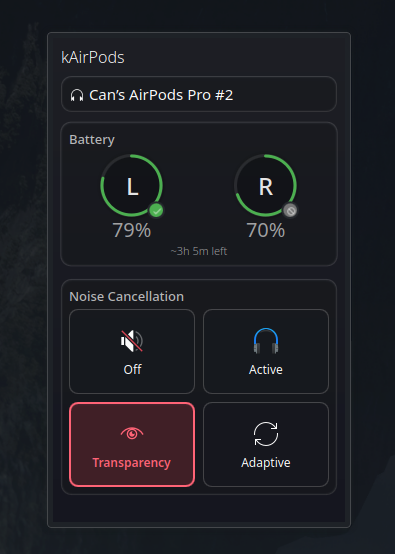 kAirPods
Can's AirPods Pro #2
Battery
L R
79% 70%
~3h 5m left
Noise Cancellation
Off Active
Transparency Adaptive